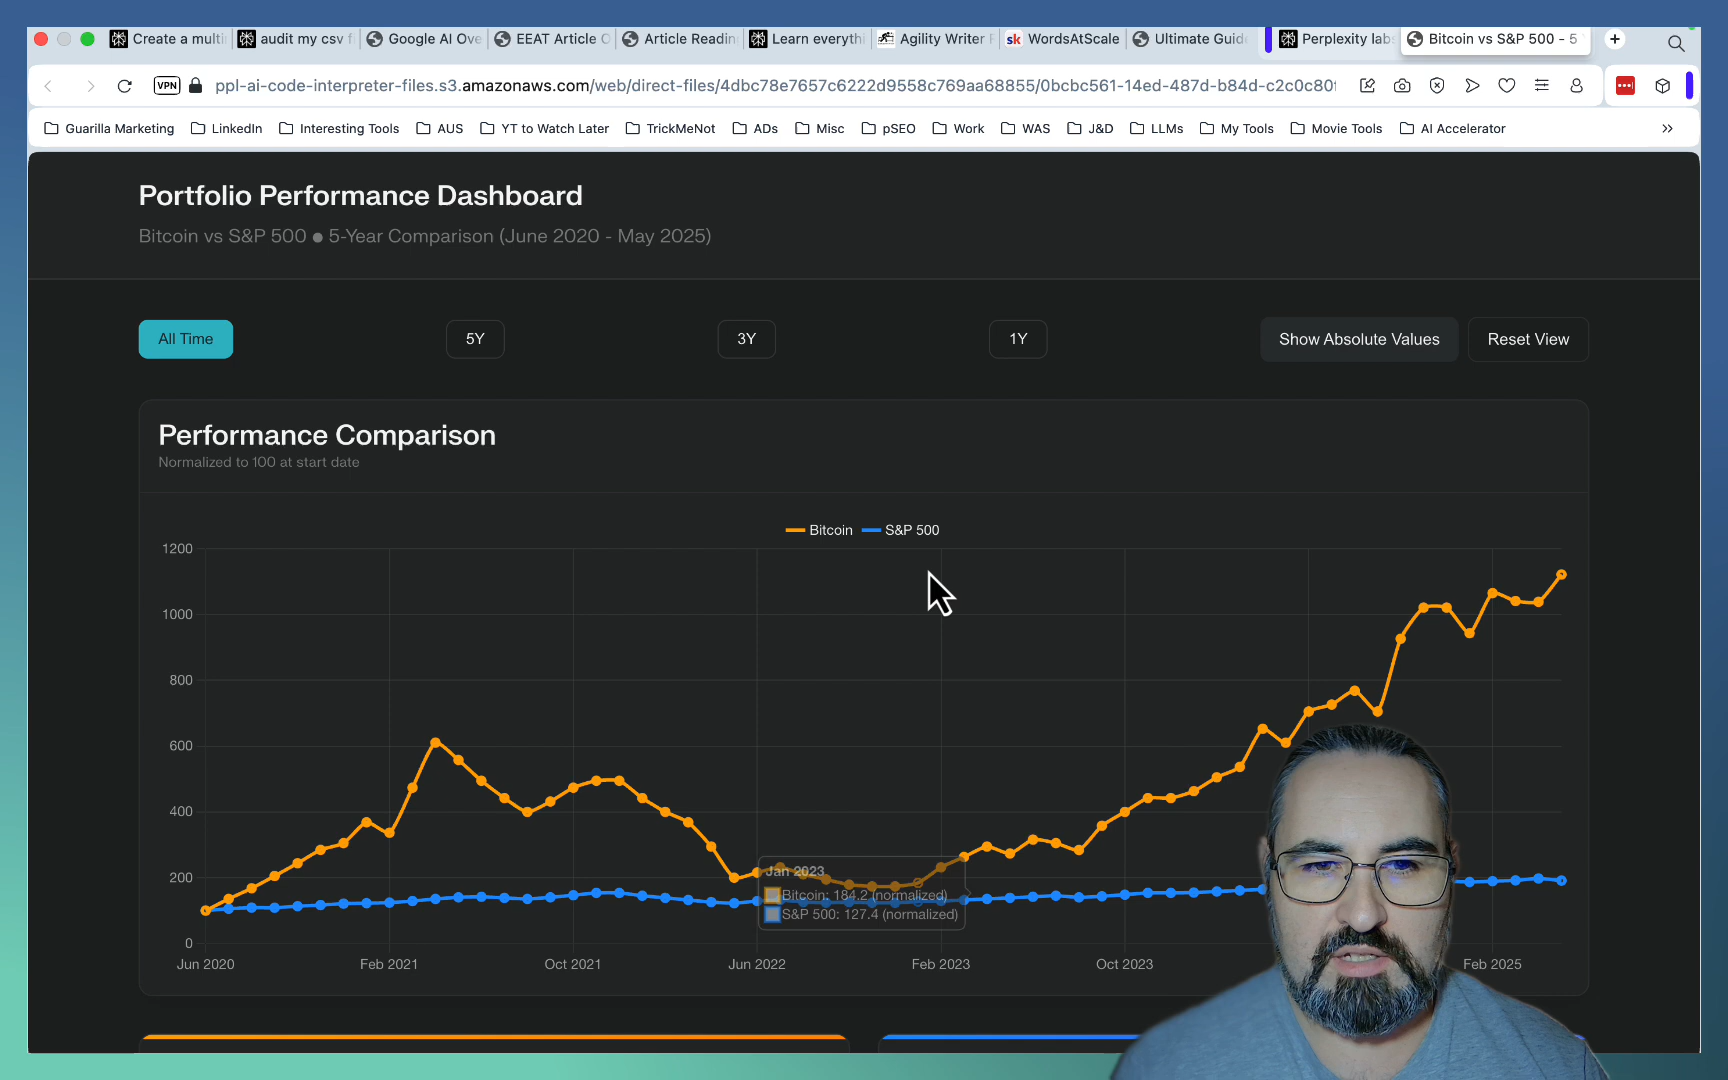 Create a multi
audit my csv f
Google AI Ove
EEAT Article O
Article Readin
Learn everythi
Agility Writer F
sk WordsAtScale
Ultimate Guid
Perplexity labs
Bitcoin vs S&P 500 - 5
VPN
ppl-ai-code-interpreter-files.s3.amazonaws.com/web/direct-files/4dbc78e7657c6222d9558c769aa68855/0bcbc561-14ed-487d-b84d-c2c0c80f
Guarilla Marketing
LinkedIn
Interesting Tools
AUS
YT to Watch Later
TrickMeNot
ADs
Misc
pSEO
Work
WAS
J&D
LLMs
My Tools
Movie Tools
AI Accelerator
Portfolio Performance Dashboard
Bitcoin vs S&P 500 ● 5-Year Comparison (June 2020 - May 2025)
All Time
5Y
3Y
1Y
Show Absolute Values
Reset View
Performance Comparison
Normalized to 100 at start date
Bitcoin
S&P 500
1200
1000
800
600
400
200
0
Jan 2023
Bitcoin: 184.2 (normalized)
S&P 500: 127.4 (normalized)
Jun 2020
Feb 2021
Oct 2021
Jun 2022
Feb 2023
Oct 2023
Feb 2025